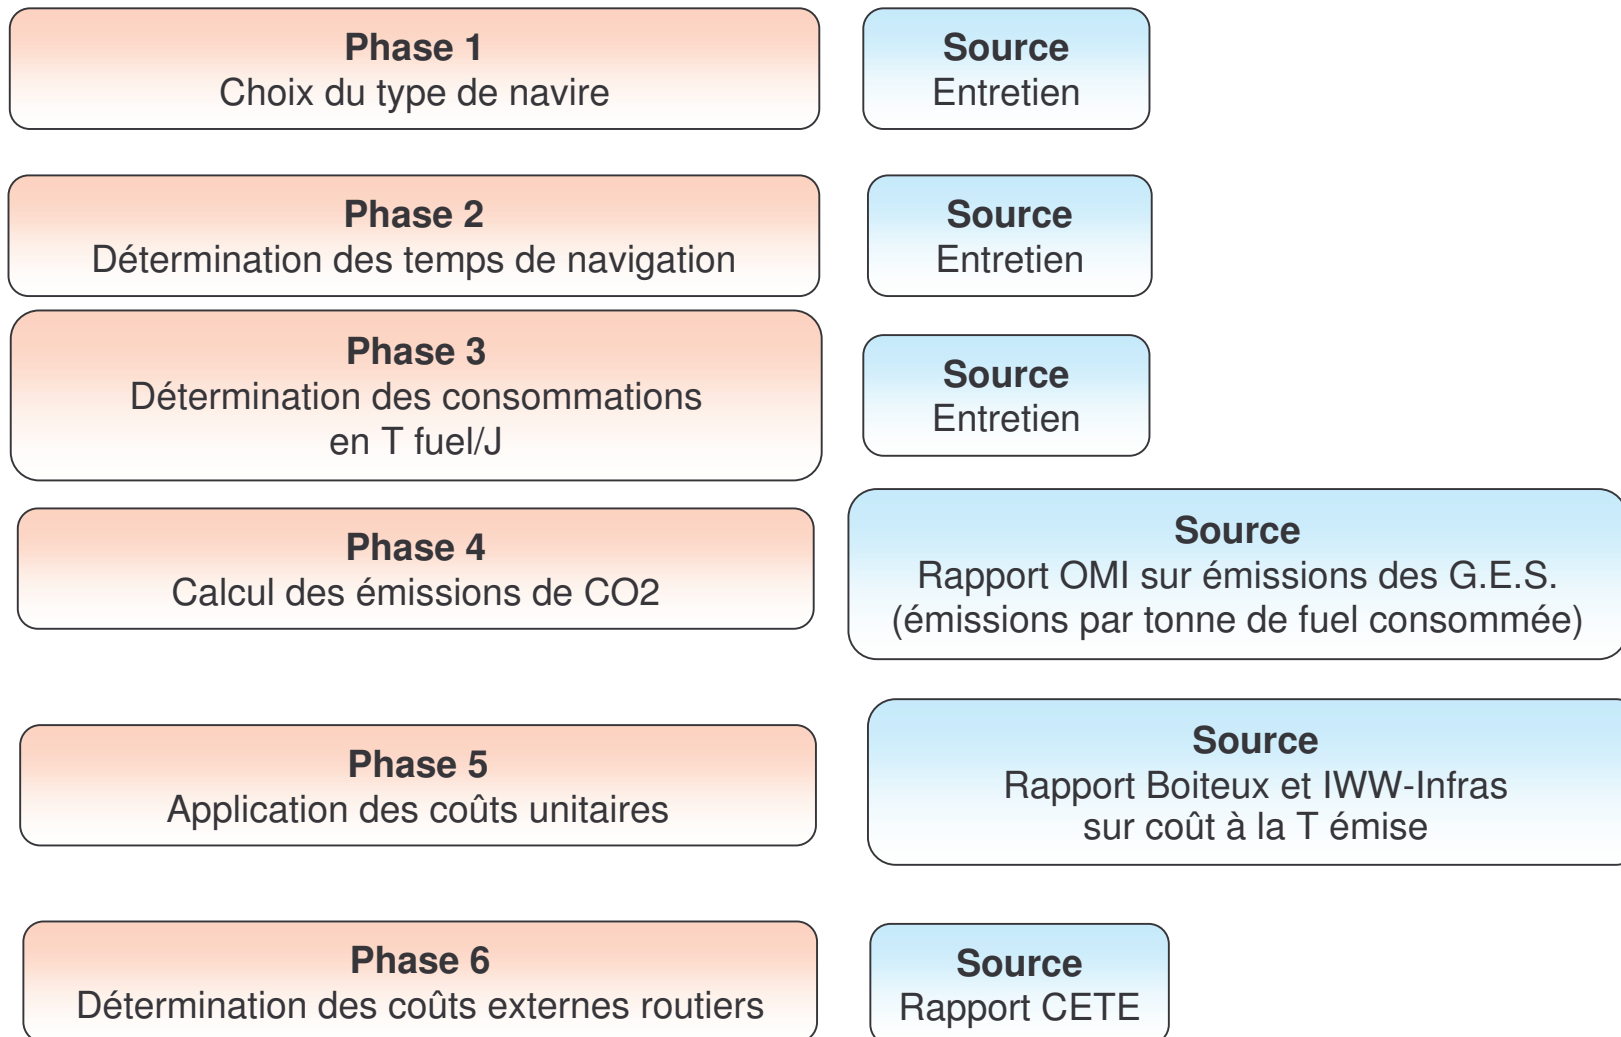 Phase 1
Choix du type de navire
Source
Entretien
Phase 2
Détermination des temps de navigation
Source
Entretien
Phase 3
Détermination des consommations
en T fuel/J
Source
Entretien
Phase 4
Calcul des émissions de CO2
Source
Rapport OMI sur émissions des G.E.S.
(émissions par tonne de fuel consommée)
Phase 5
Application des coûts unitaires
Source
Rapport Boiteux et IWW-Infras
sur coût à la T émise
Phase 6
Détermination des coûts externes routiers
Source
Rapport CETE